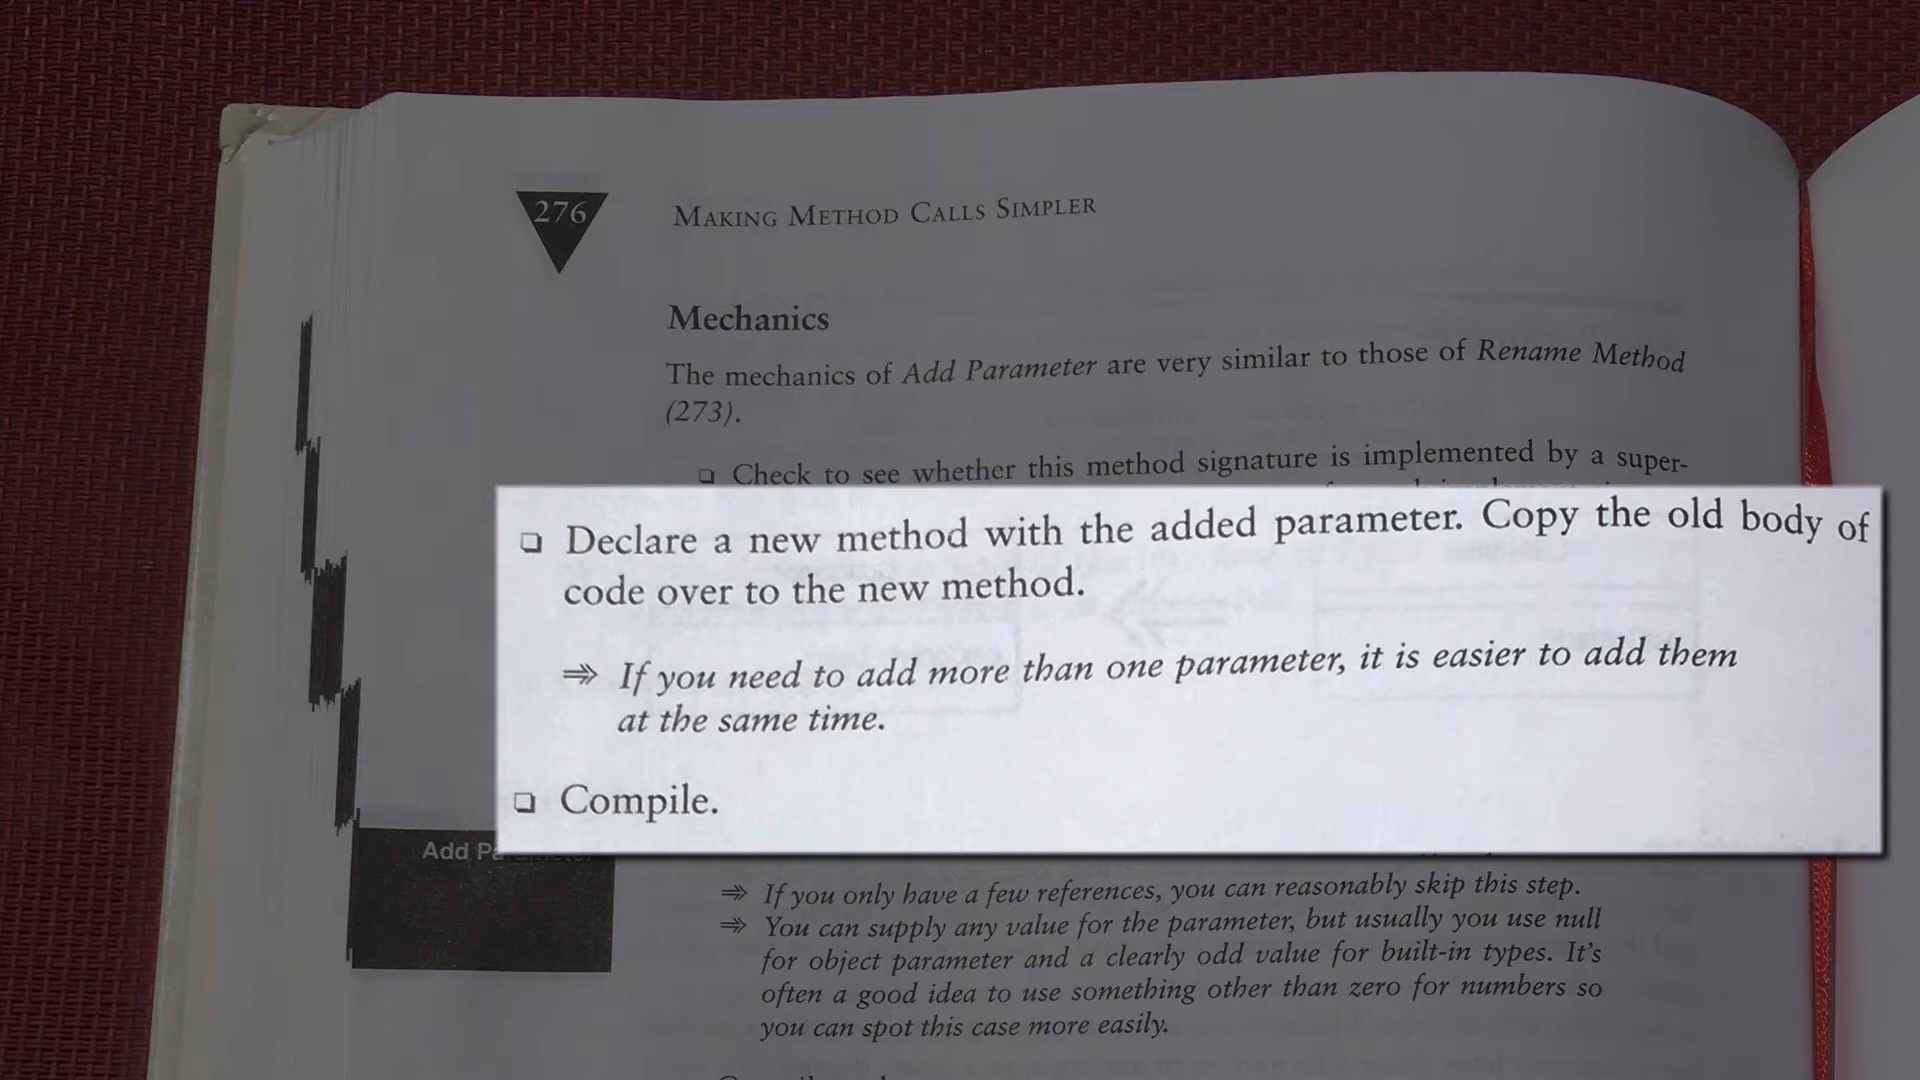 276
MAKING METHOD CALLS SIMPLER
Mechanics
The mechanics of Add Parameter are very similar to those of Rename Method
(273).
❏ Check to see whether this method signature is implemented by a super-
❏ Declare a new method with the added parameter. Copy the old body of
code over to the new method.
⇛ If you need to add more than one parameter, it is easier to add them
at the same time.
❏ Compile.
Add
⇛ If you only have a few references, you can reasonably skip this step.
⇛ You can supply any value for the parameter, but usually you use null
for object parameter and a clearly odd value for built-in types. It's
often a good idea to use something other than zero for numbers so
you can spot this case more easily.